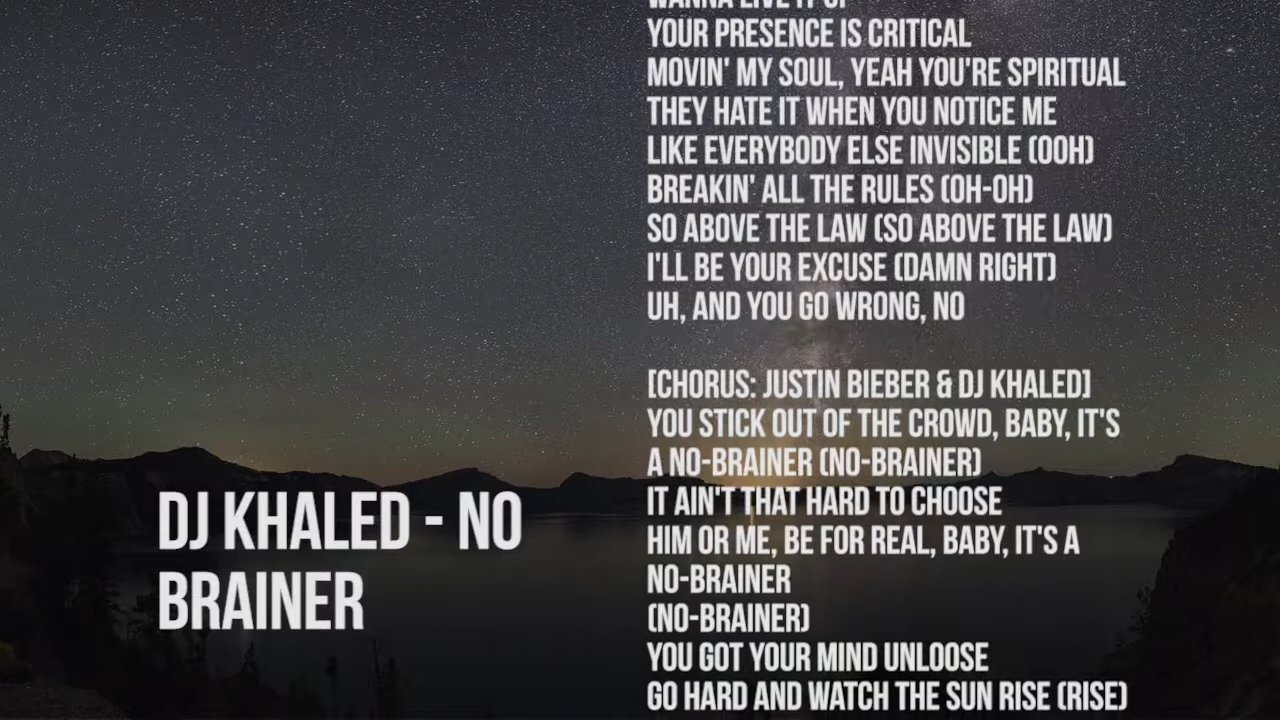 YOUR PRESENCE IS CRITICAL
MOVIN' MY SOUL, YEAH YOU'RE SPIRITUAL
THEY HATE IT WHEN YOU NOTICE ME
LIKE EVERYBODY ELSE INVISIBLE (OOH)
BREAKIN' ALL THE RULES (OH-OH)
SO ABOVE THE LAW (SO ABOVE THE LAW)
I'LL BE YOUR EXCUSE (DAMN RIGHT)
UH, AND YOU GO WRONG, NO
[CHORUS: JUSTIN BIEBER & DJ KHALED]
YOU STICK OUT OF THE CROWD, BABY, IT'S
A NO-BRAINER (NO-BRAINER)
IT AIN'T THAT HARD TO CHOOSE
HIM OR ME, BE FOR REAL, BABY, IT'S A
NO-BRAINER
(NO-BRAINER)
YOU GOT YOUR MIND UNLOOSE
GO HARD AND WATCH THE SUN RISE (RISE)
DJ KHALED - NO
BRAINER